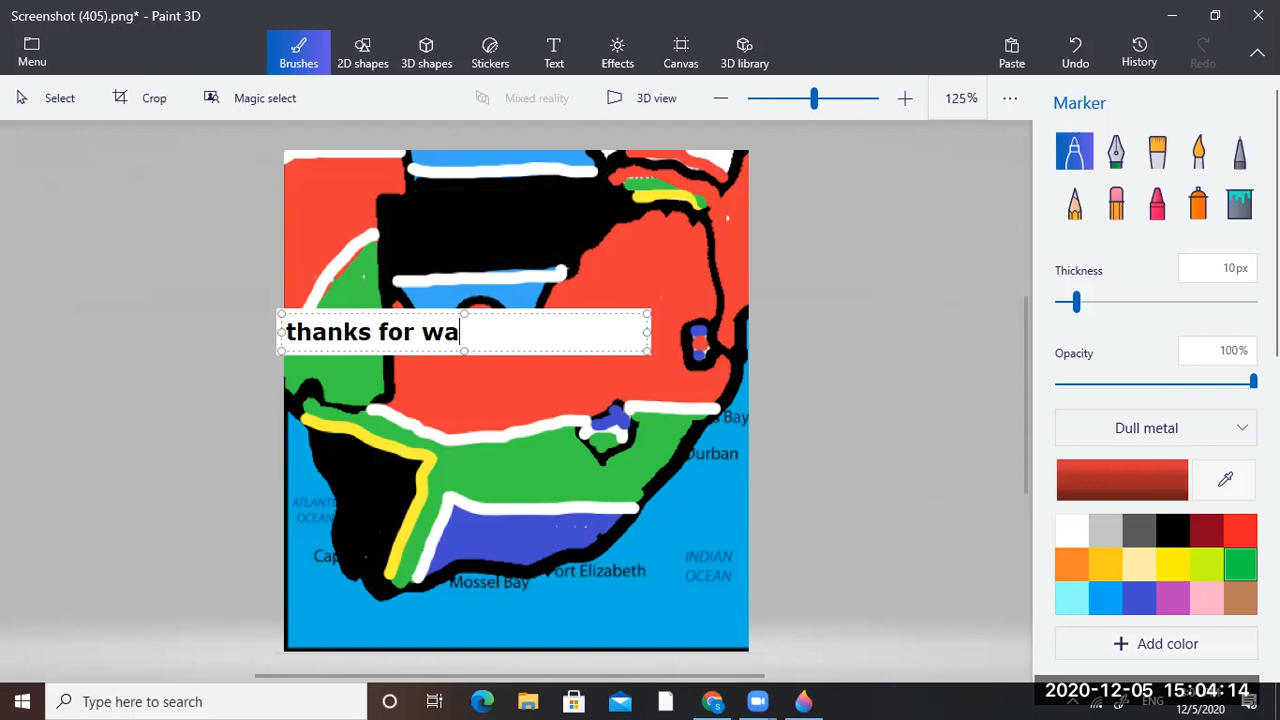 Screenshot (405).png* - Paint 3D
Menu
Brushes
2D shapes
3D shapes
Stickers
Text
Effects
Canvas
3D library
Paste
Undo
History
Redo
Select
Crop
Magic select
Mixed reality
3D view
125%
Marker
Thickness
10px
Opacity
100%
Dull metal
Add color
thanks for wa
Bay
Durban
OCEAN
Cap
Mossel Bay
Port Elizabeth
INDIAN
OCEAN
Type here to search
ENG
2020-12-05 15:04:14
12/5/2020